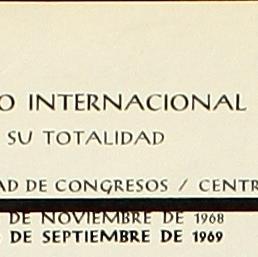 O INTERNACIONAL
SU TOTALIDAD
AD DE CONGRESOS / CENTR
DE NOVIEMBRE DE 1968
DE SEPTIEMBRE DE 1969